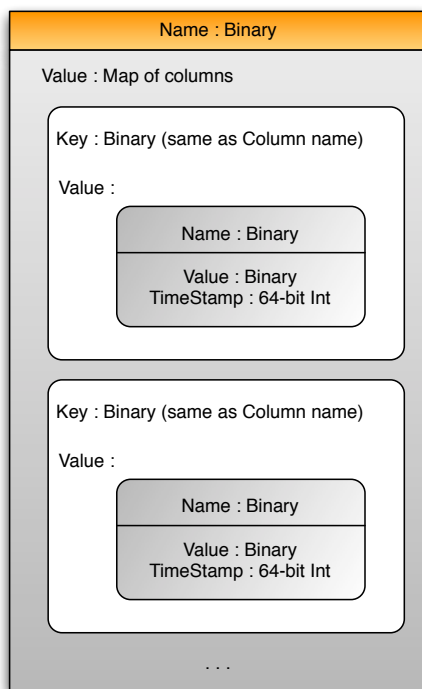 Name : Binary
Value : Map of columns
Key : Binary (same as Column name)
Value :
Name : Binary
Value : Binary
TimeStamp : 64-bit Int
Key : Binary (same as Column name)
Value :
Name : Binary
Value : Binary
TimeStamp : 64-bit Int
. . .